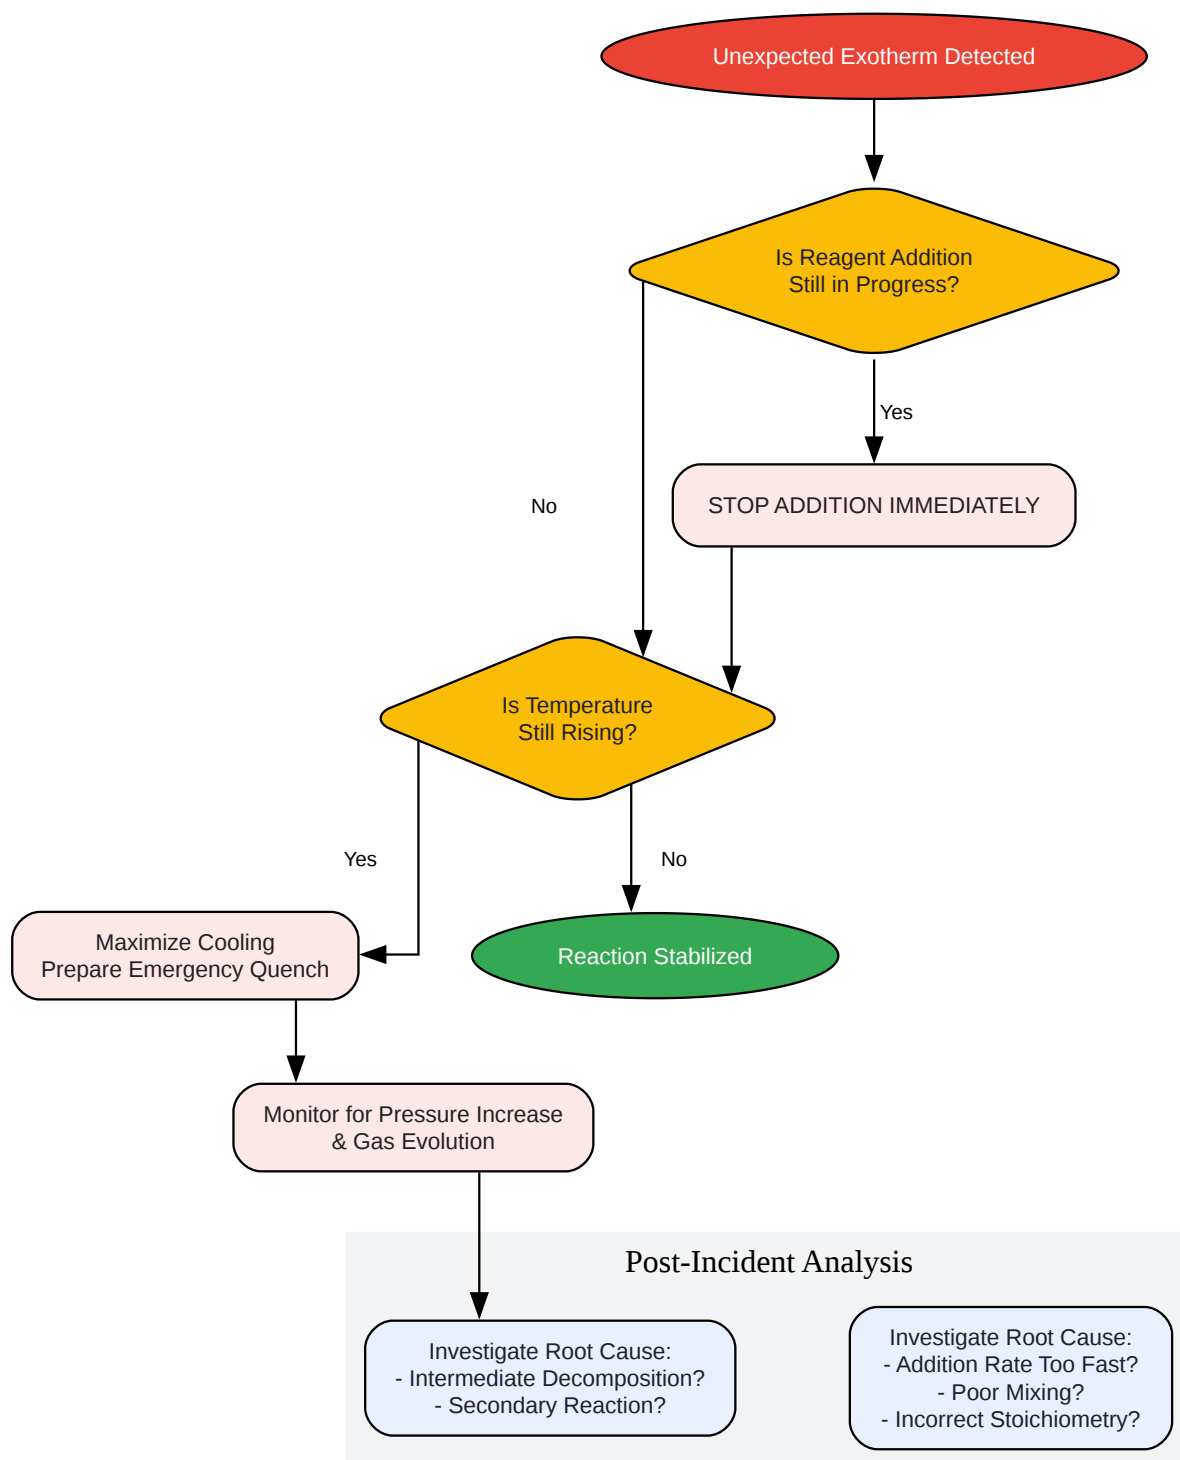 Unexpected Exotherm Detected
Is Reagent Addition
Still in Progress?
Yes
No
STOP ADDITION IMMEDIATELY
Is Temperature
Still Rising?
Yes
No
Maximize Cooling
Prepare Emergency Quench
Reaction Stabilized
Monitor for Pressure Increase
& Gas Evolution
Post-Incident Analysis
Investigate Root Cause:
- Intermediate Decomposition?
- Secondary Reaction?
Investigate Root Cause:
- Addition Rate Too Fast?
- Poor Mixing?
- Incorrect Stoichiometry?